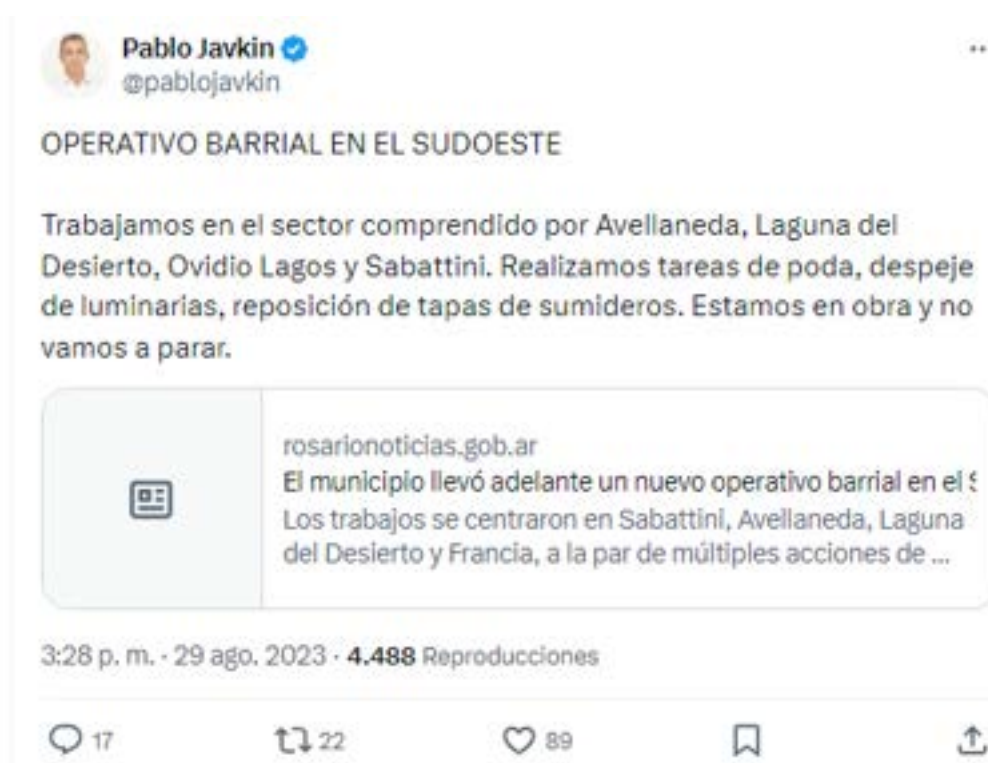 Pablo Javkin
@pablojavkin
OPERATIVO BARRIAL EN EL SUDOESTE
Trabajamos en el sector comprendido por Avellaneda, Laguna del
Desierto, Ovidio Lagos y Sabattini. Realizamos tareas de poda, despeje
de luminarias, reposición de tapas de sumideros. Estamos en obra y no
vamos a parar.
rosarionoticias.gob.ar
El municipio llevó adelante un nuevo operativo barrial en el
Los trabajos se centraron en Sabattini, Avellaneda, Laguna
del Desierto y Francia, a la par de múltiples acciones de ...
3:28 p. m. · 29 ago. 2023 · 4.488 Reproducciones
17 22 89